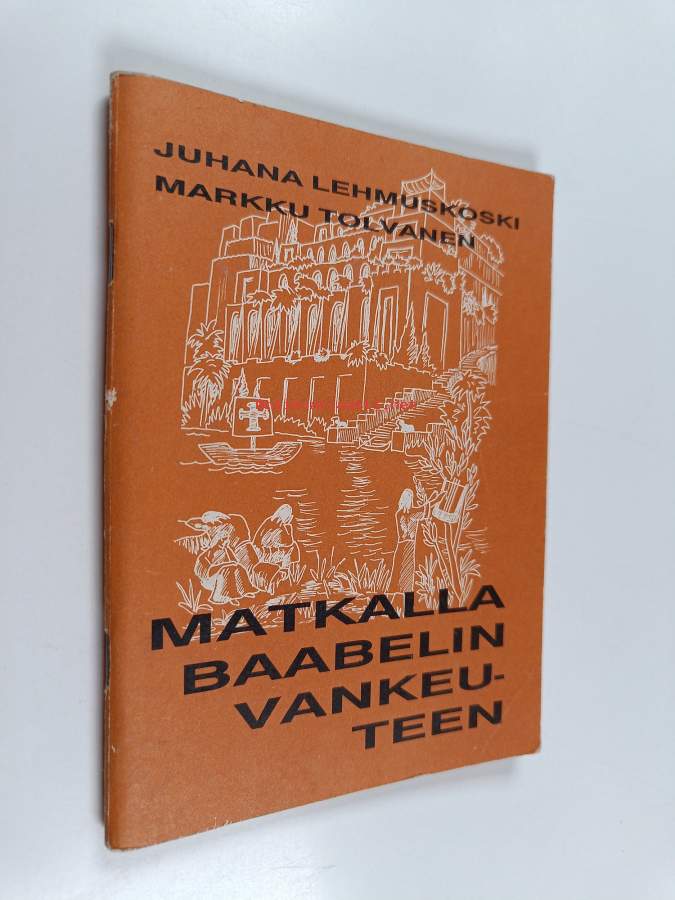 JUHANA LEHMUSKOSKI
MARKKU TOLVANEN
MATKALLA
BAABELIN
VANKEU-
TEEN